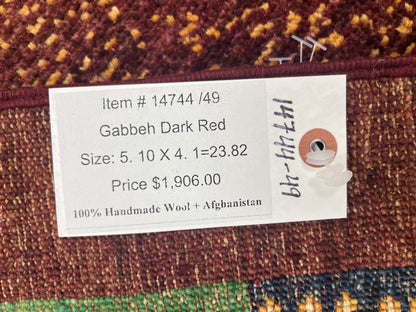 Item # 14744 /49
Gabbeh Dark Red
Size: 5. 10 X 4. 1=23.82
Price $1,906.00
100% Handmade Wool + Afghanistan
14744-49